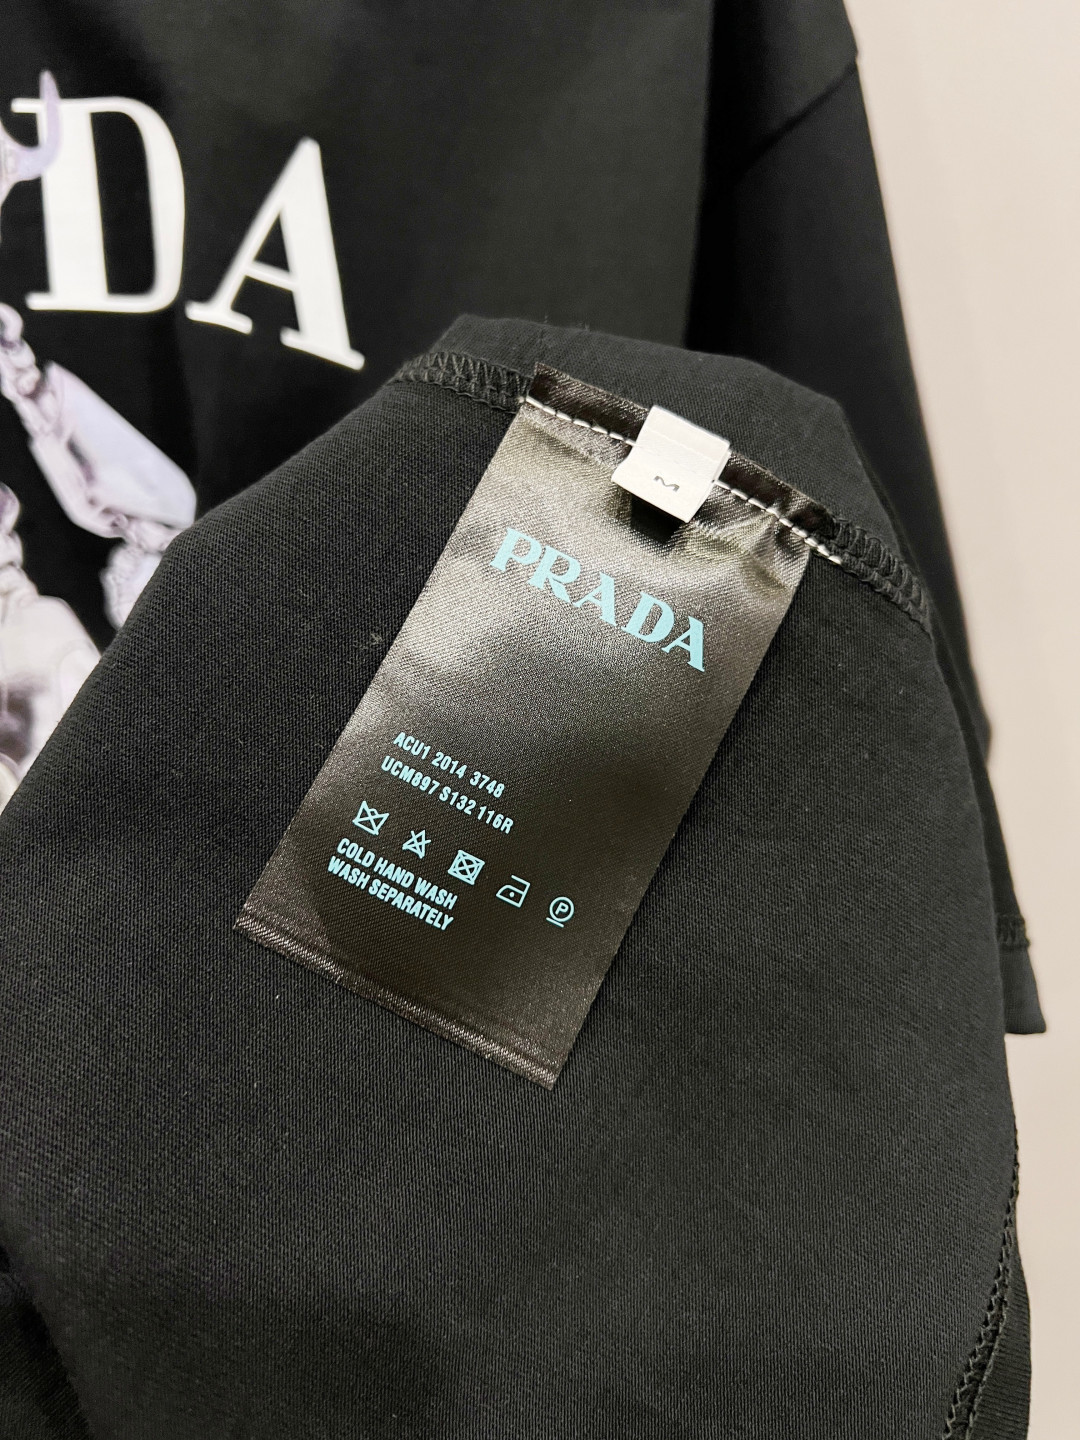 DA
M
PRADA
ACU1 2014 3748
UCM897 S132 116R
P
COLD HAND WASH
WASH SEPARATELY